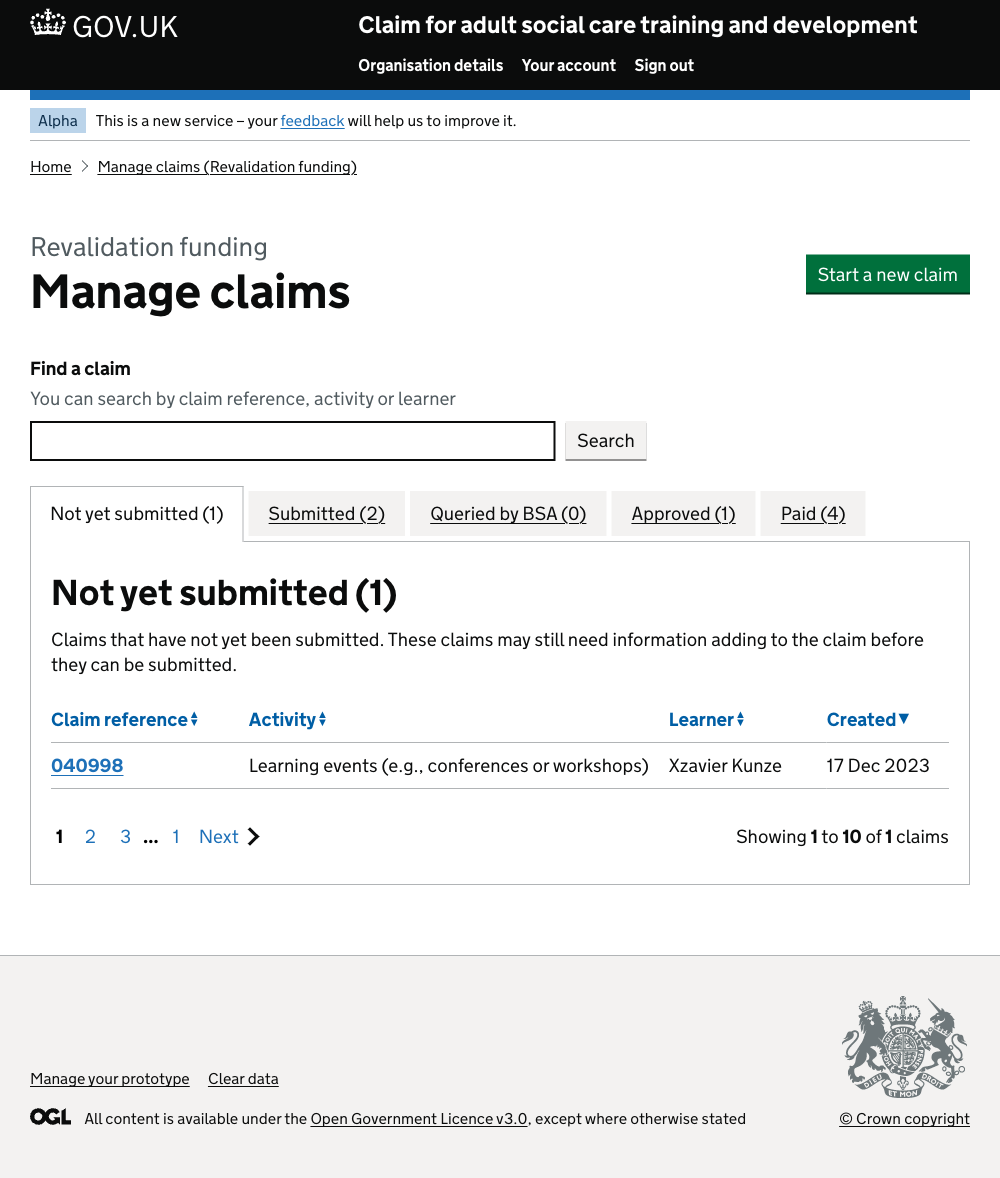 GOV.UK
Claim for adult social care training and development
Organisation details Your account Sign out
Alpha This is a new service – your feedback will help us to improve it.
Home Manage claims (Revalidation funding)
Revalidation funding
Manage claims
Start a new claim
Find a claim
You can search by claim reference, activity or learner
Search
Not yet submitted (1) Submitted (2) Queried by BSA (0) Approved (1) Paid (4)
Not yet submitted (1)
Claims that have not yet been submitted. These claims may still need information adding to the claim before
they can be submitted.
Claim reference Activity Learner Created
040998 Learning events (e.g., conferences or workshops) Xzavier Kunze 17 Dec 2023
1 2 3 ... 1 Next Showing 1 to 10 of 1 claims
DIEU ET MON DROIT
Manage your prototype Clear data
OGL All content is available under the Open Government Licence v3.0, except where otherwise stated
© Crown copyright